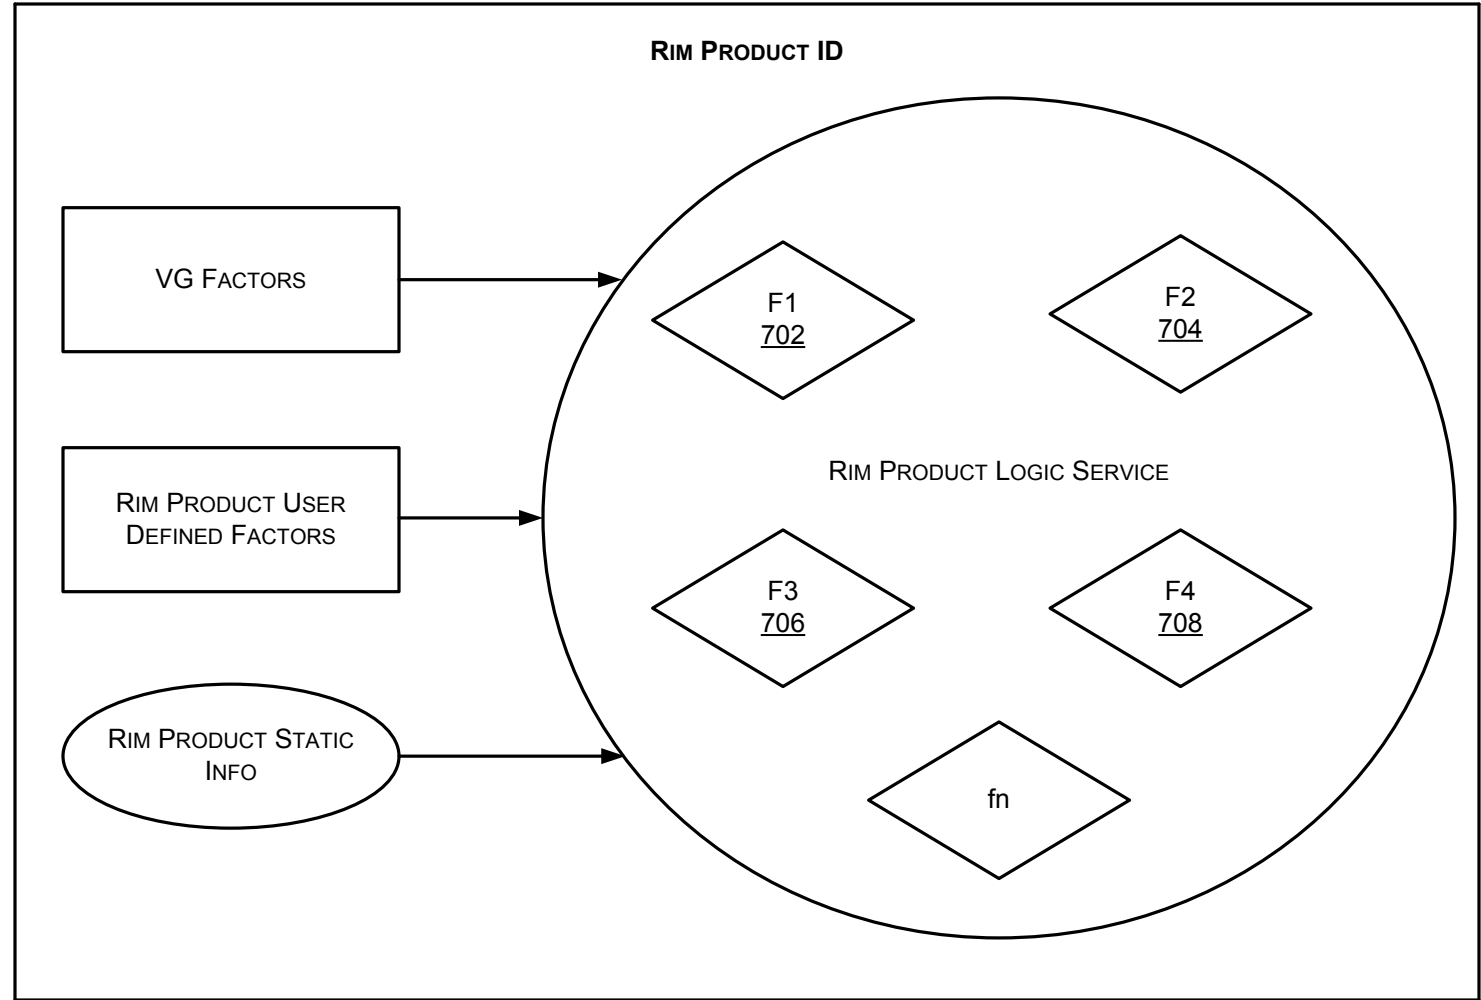 RIM PRODUCT ID
VG FACTORS
F1
702
F2
704
RIM PRODUCT LOGIC SERVICE
RIM PRODUCT USER
DEFINED FACTORS
F3
706
F4
708
RIM PRODUCT STATIC
INFO
fn